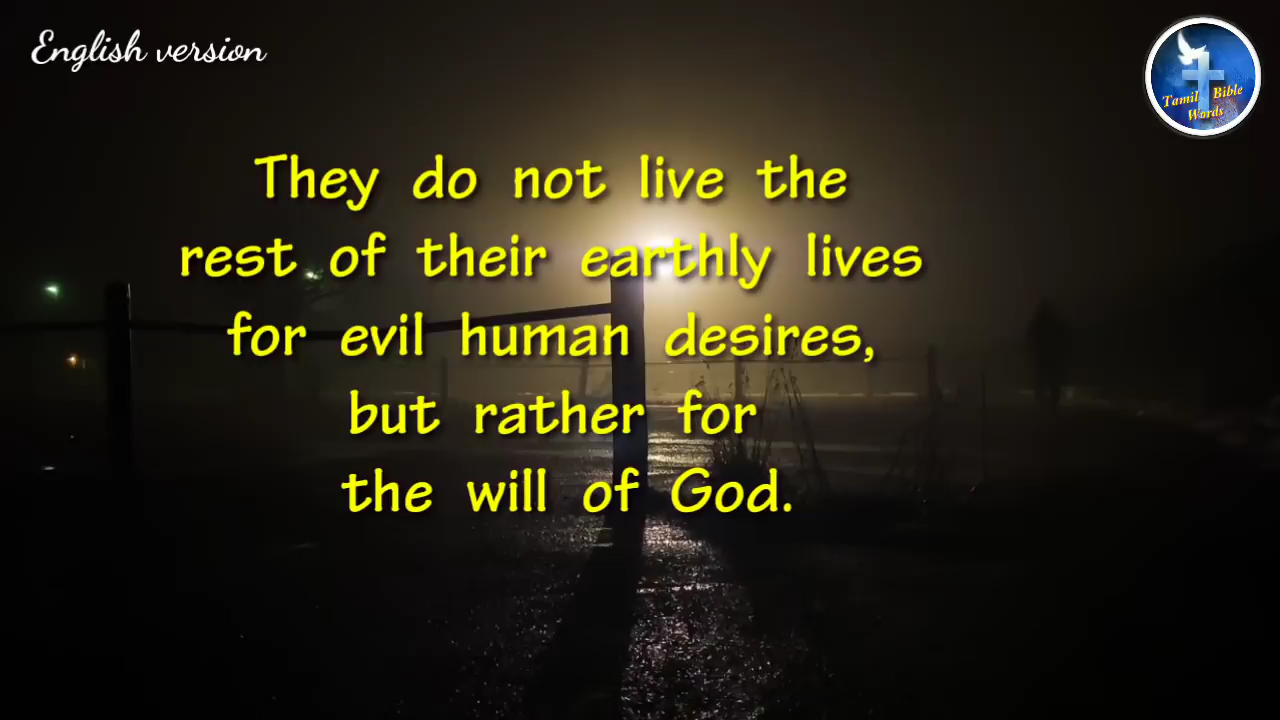 English version
Tamil Bible
Words
They do not live the
rest of their earthly lives
for evil human desires,
but rather for
the will of God.